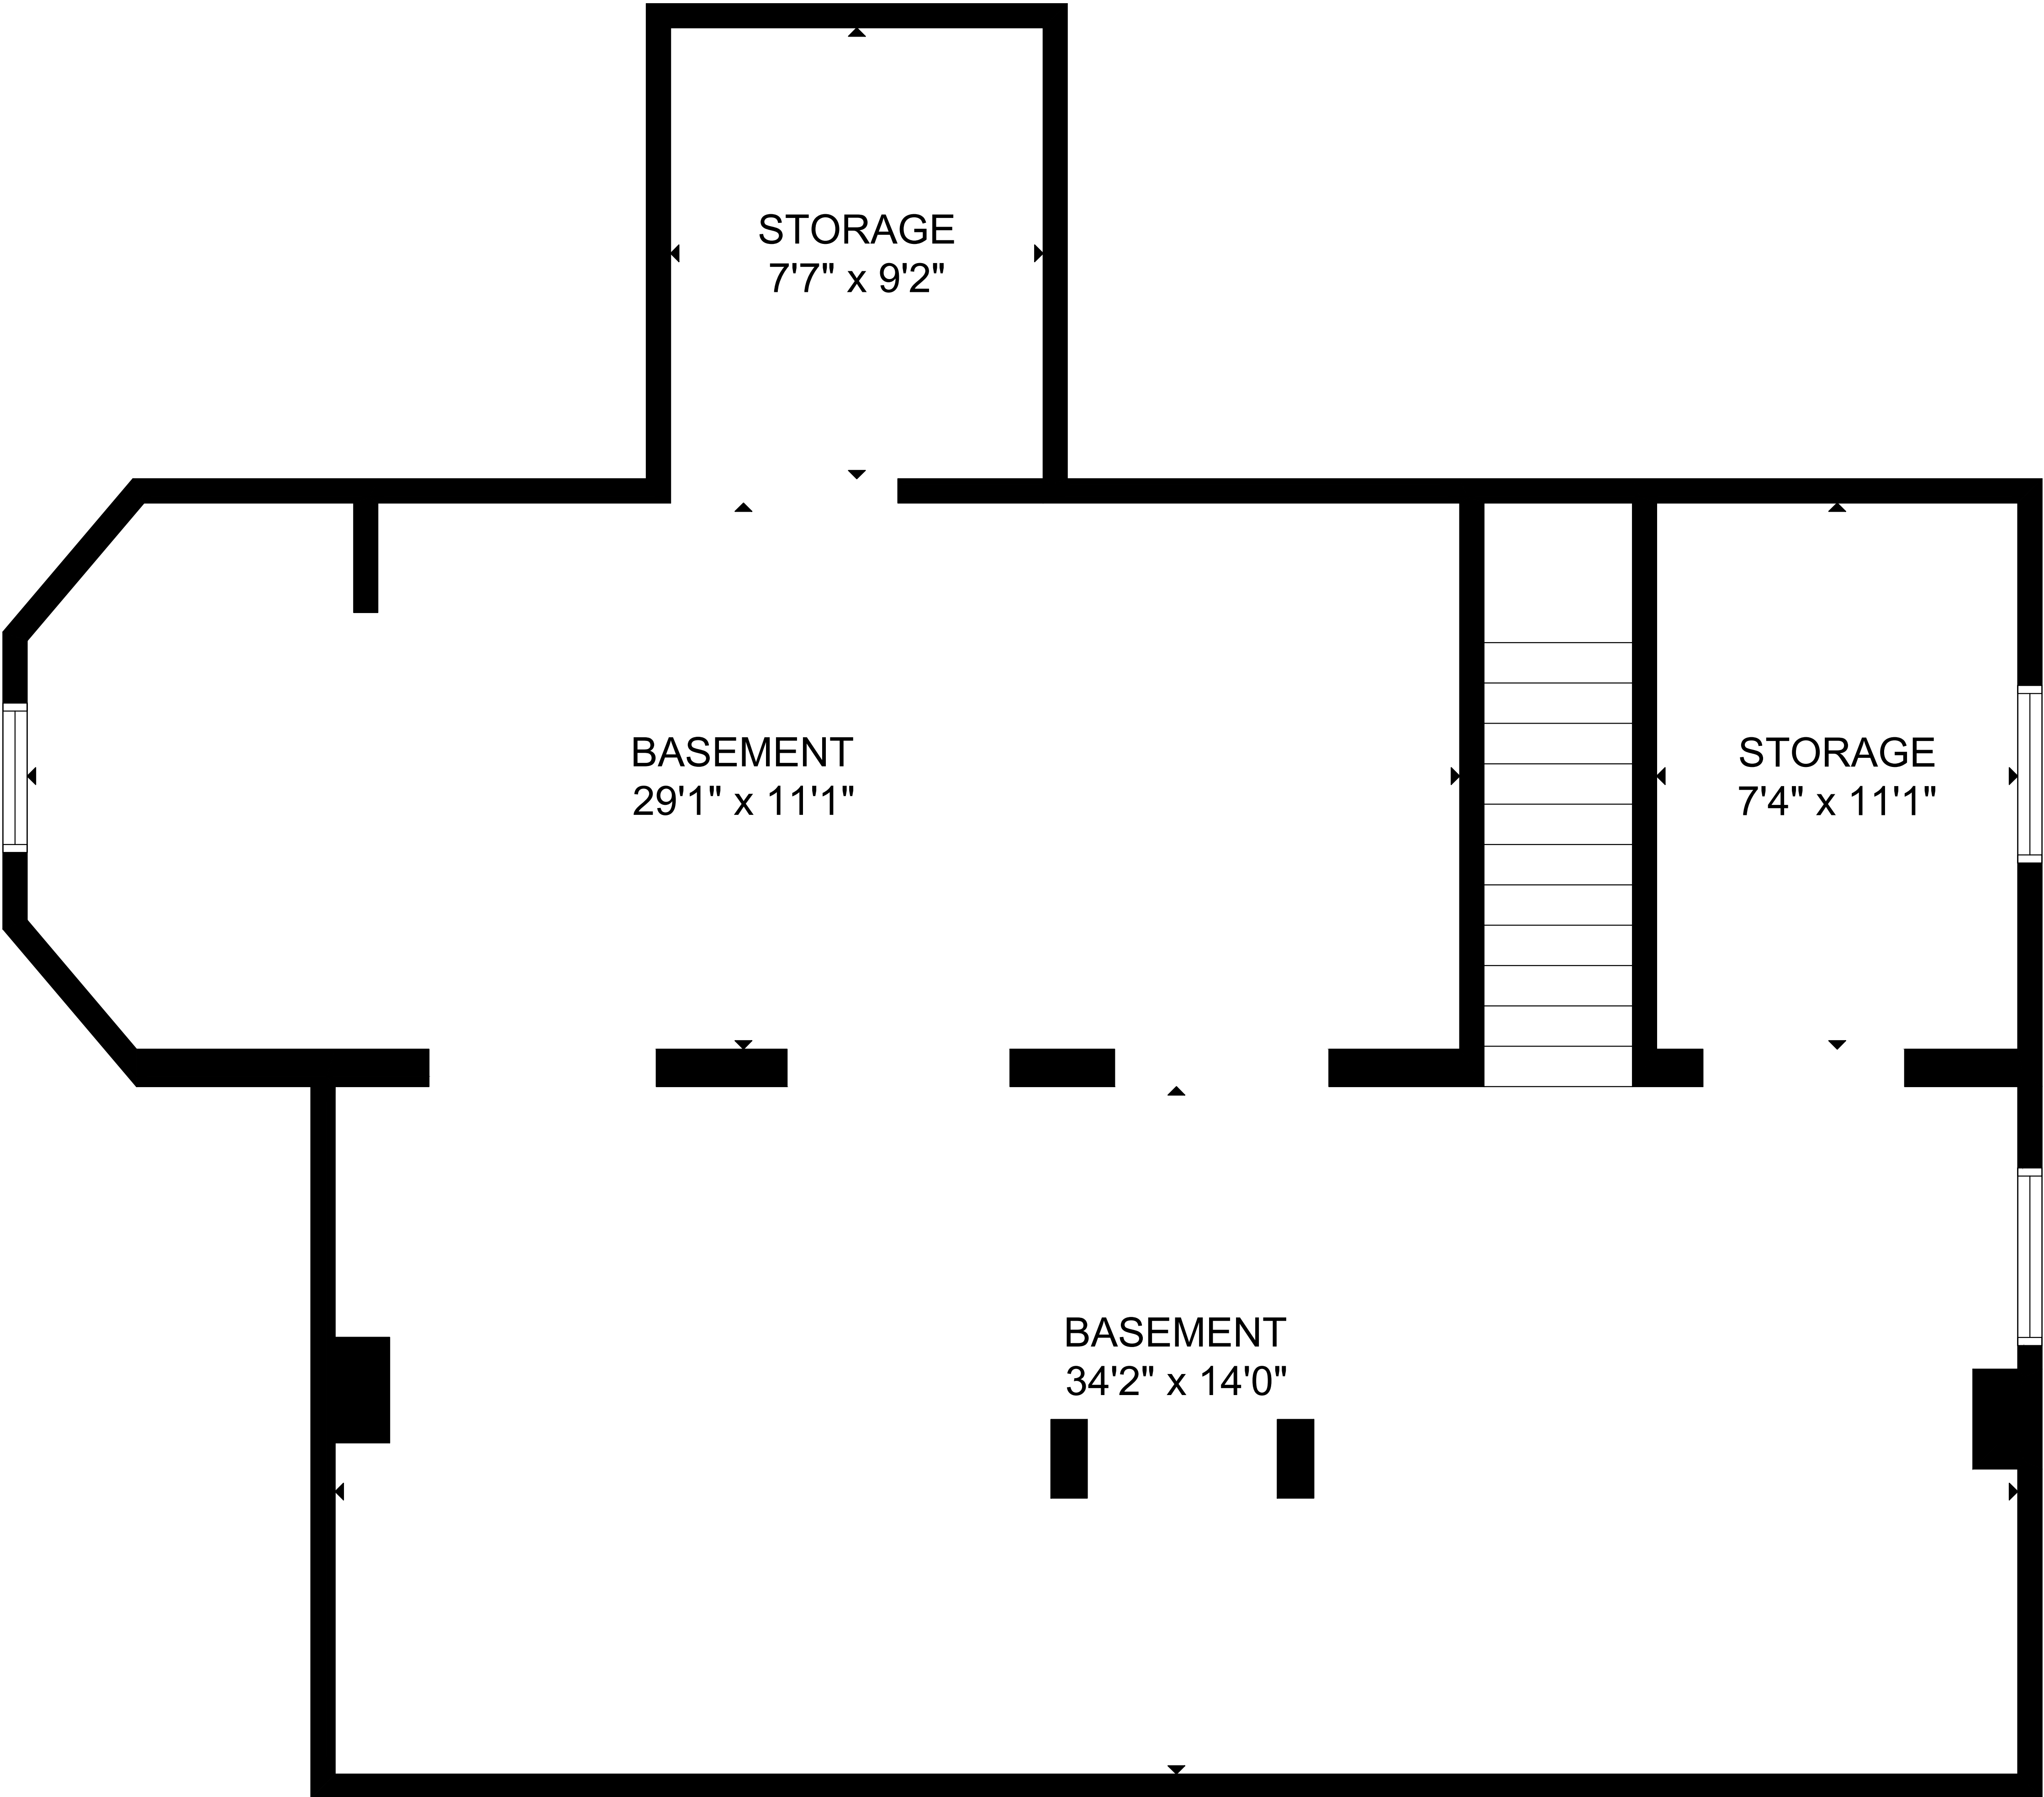 STORAGE
7'7" x 9'2"
BASEMENT
29'1" x 11'1"
STORAGE
7'4" x 11'1"
BASEMENT
34'2" x 14'0"